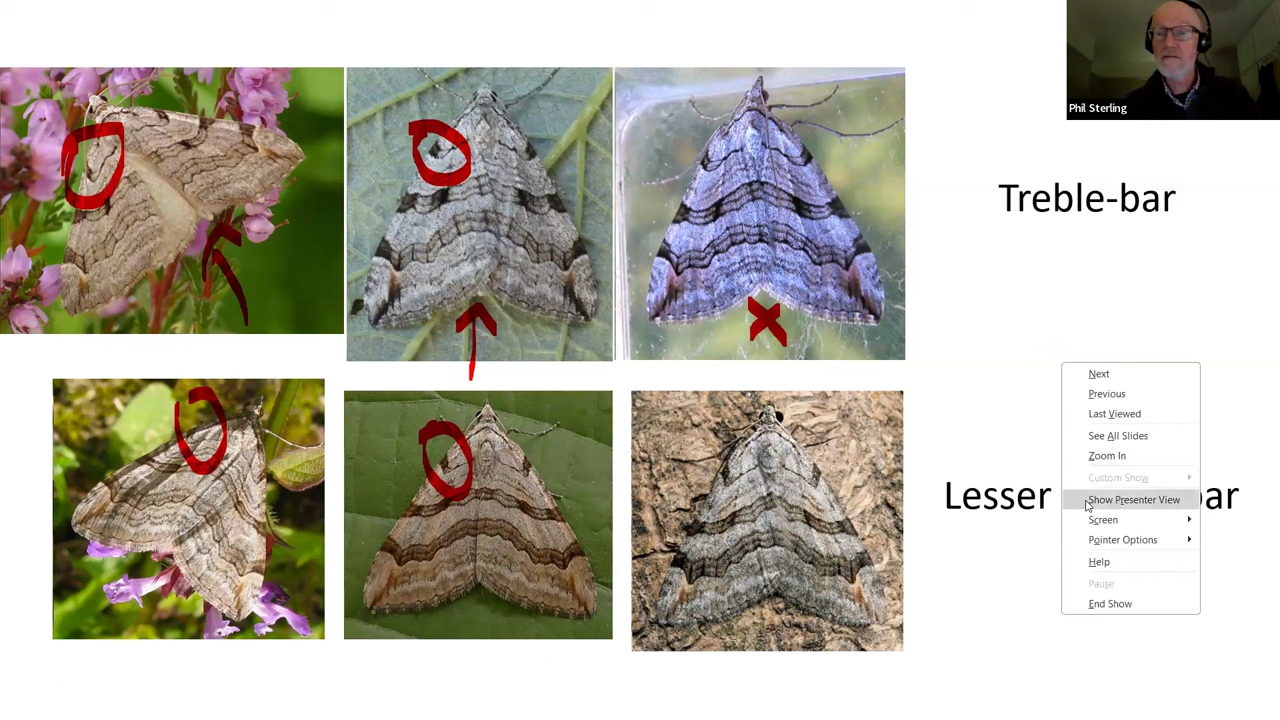 Phil Sterling
Treble-bar
Lesser bar
Next
Previous
Last Viewed
See All Slides
Zoom In
Custom Show
Show Presenter View
Screen
Pointer Options
Help
Pause
End Show